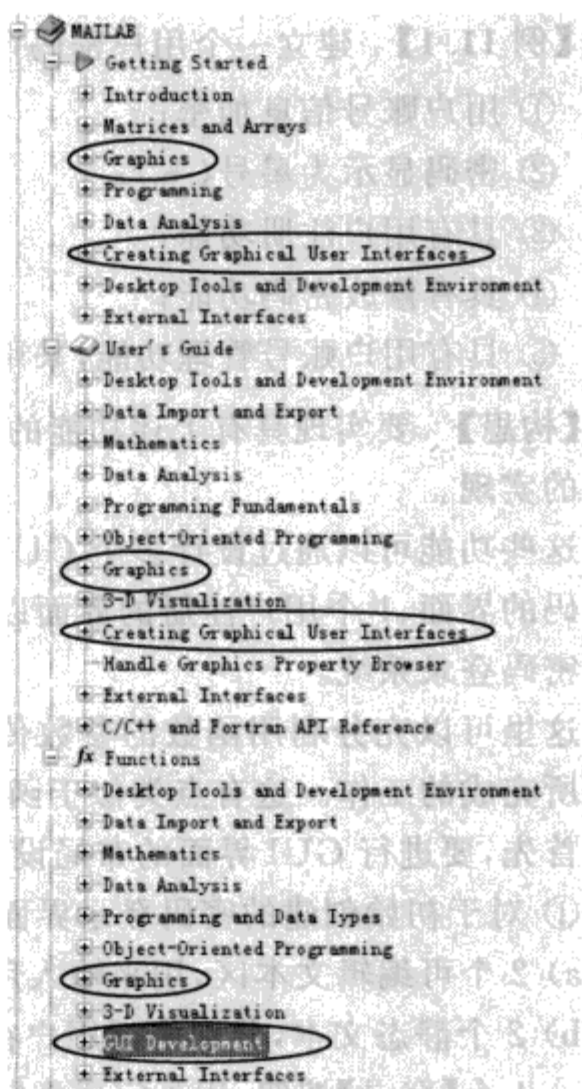 MATLAB
Getting Started
Introduction
Matrices and Arrays
Graphics
Programming
Data Analysis
Creating Graphical User Interfaces
Desktop Tools and Development Environment
External Interfaces
User's Guide
Desktop Tools and Development Environment
Data Import and Export
Mathematics
Data Analysis
Programming Fundamentals
Object-Oriented Programming
Graphics
3-D Visualization
Creating Graphical User Interfaces
Handle Graphics Property Browser
External Interfaces
C/C++ and Fortran API Reference
fx Functions
Desktop Tools and Development Environment
Data Import and Export
Mathematics
Data Analysis
Programming and Data Types
Object-Oriented Programming
Graphics
3-D Visualization
GUI Development
External Interfaces